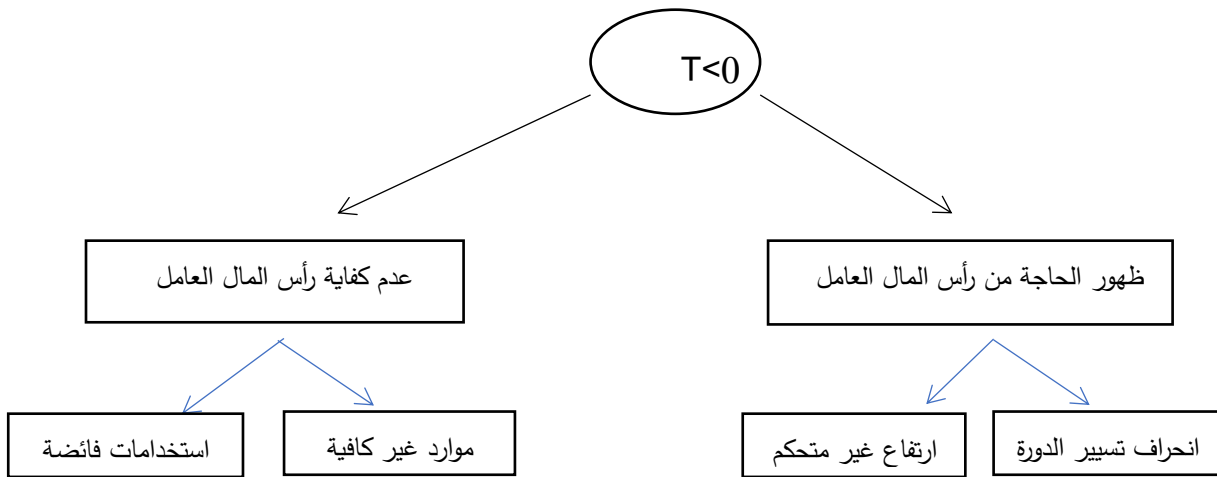 T<0
ظهور الحاجة من رأس المال العامل
عدم كفاية رأس المال العامل
انحراف تسيير الدورة
ارتفاع غير متحكم
موارد غير كافية
استخدامات فائضة